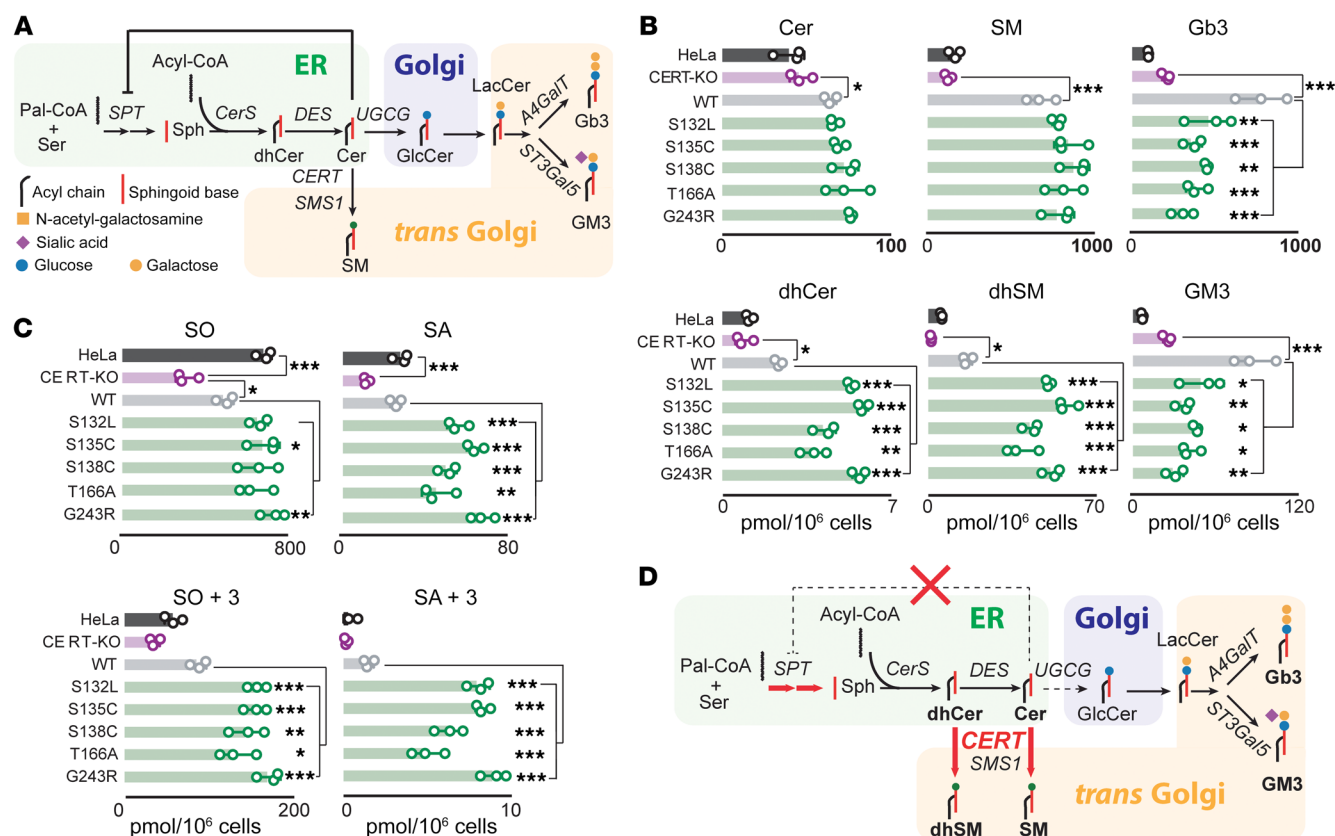 A
ER
Golgi
Acyl-CoA
Pal-CoA
+
Ser
SPT
Sph
CerS
DES
UGCG
LacCer
A4GalT
Gb3
dhCer
Cer
GlcCer
ST3Gal5
GM3
CERT
SMS1
SM
trans Golgi
Acyl chain
Sphingoid base
N-acetyl-galactosamine
Sialic acid
Glucose
Galactose
B
Cer
SM
Gb3
HeLa
CERT-KO
WT
S132L
S135C
S138C
T166A
G243R
*
***
***
**
***
**
***
***
0 100
0 1000
0 1000
dhCer
dhSM
GM3
HeLa
CE RT-KO
WT
S132L
S135C
S138C
T166A
G243R
*
***
***
***
**
***
*
***
***
***
***
***
***
*
**
*
*
**
0 7
0 70
0 120
pmol/10⁶ cells
pmol/10⁶ cells
pmol/10⁶ cells
C
SO
SA
HeLa
CE RT-KO
WT
S132L
S135C
S138C
T166A
G243R
***
*
*
**
***
***
***
***
**
***
0 800
0 80
SO + 3
SA + 3
HeLa
CE RT-KO
WT
S132L
S135C
S138C
T166A
G243R
***
***
**
*
***
***
***
***
***
***
0 200
0 10
pmol/10⁶ cells
pmol/10⁶ cells
D
ER
Golgi
Acyl-CoA
Pal-CoA
+
Ser
SPT
Sph
CerS
DES
UGCG
LacCer
A4GalT
Gb3
dhCer
Cer
GlcCer
ST3Gal5
GM3
CERT
SMS1
dhSM
SM
trans Golgi